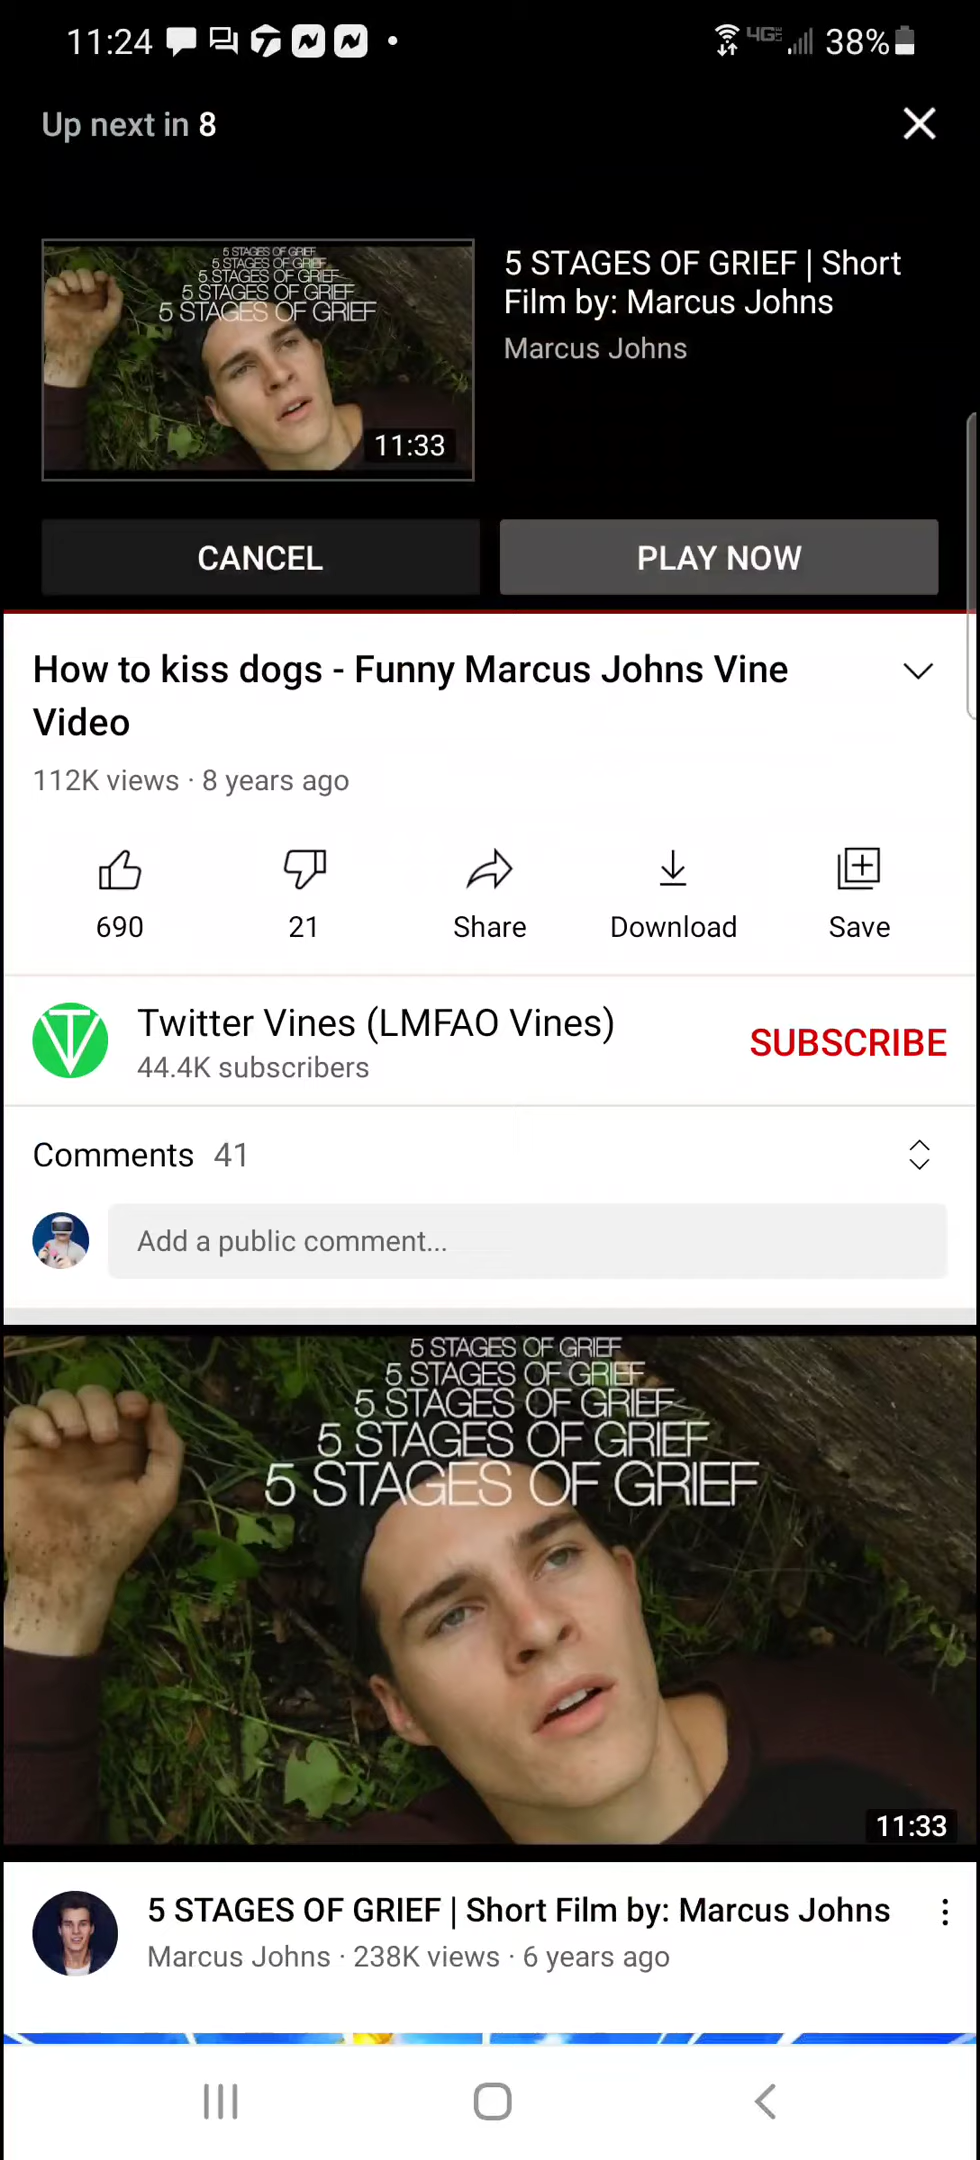 11:24
4G
38%
Up next in 8
5 STAGES OF GRIEF
5 STAGES OF GRIEF
5 STAGES OF GRIEF
5 STAGES OF GRIEF
5 STAGES OF GRIEF
11:33
5 STAGES OF GRIEF | Short
Film by: Marcus Johns
Marcus Johns
CANCEL
PLAY NOW
How to kiss dogs - Funny Marcus Johns Vine
Video
112K views · 8 years ago
690
21
Share
Download
Save
Twitter Vines (LMFAO Vines)
44.4K subscribers
SUBSCRIBE
Comments 41
Add a public comment...
5 STAGES OF GRIEF
5 STAGES OF GRIEF
5 STAGES OF GRIEF
5 STAGES OF GRIEF
5 STAGES OF GRIEF
11:33
5 STAGES OF GRIEF | Short Film by: Marcus Johns
Marcus Johns · 238K views · 6 years ago